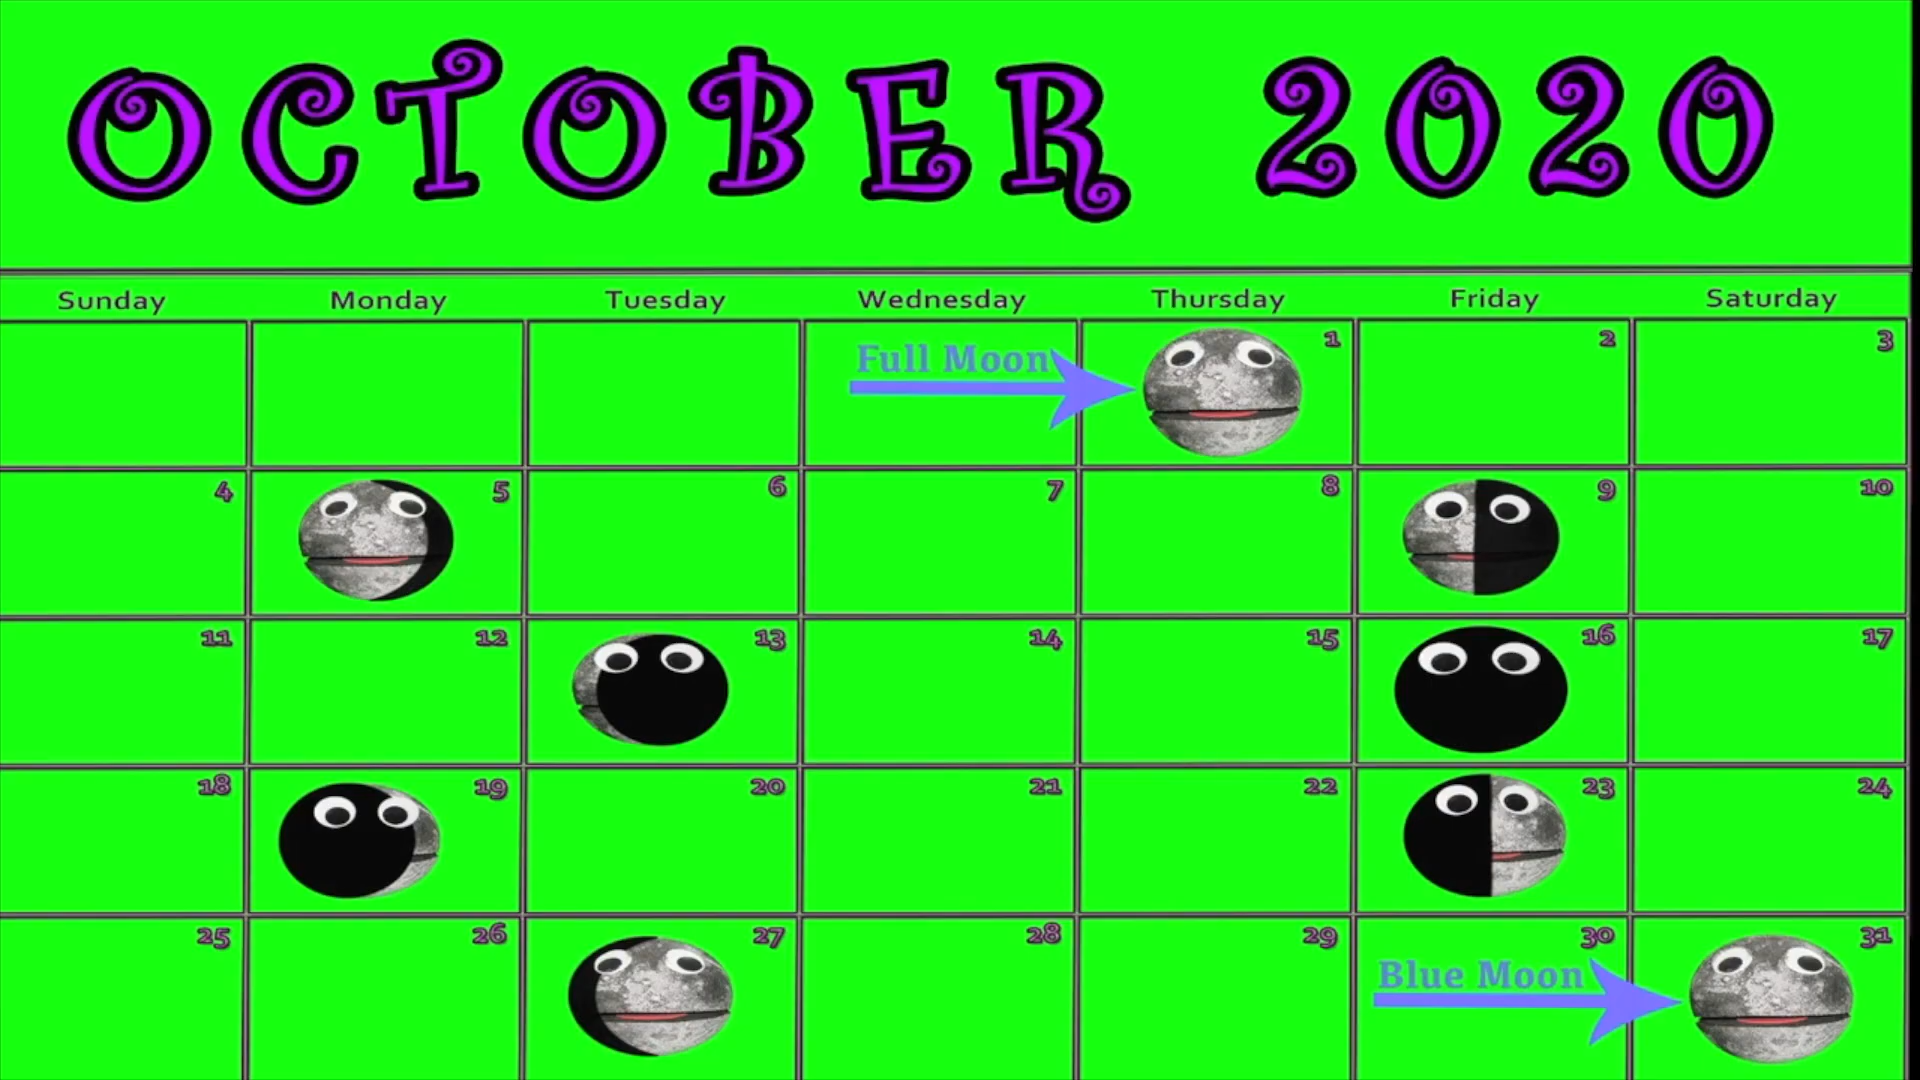 OCTOBER 2020
Sunday Monday Tuesday Wednesday Thursday Friday Saturday
Full Moon 1 2 3
4 5 6 7 8 9 10
11 12 13 14 15 16 17
18 19 20 21 22 23 24
25 26 27 28 29 30 31
Blue Moon